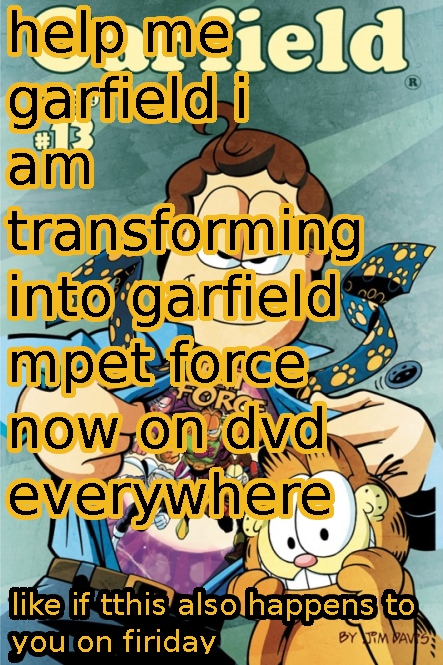 Garfield
®
help me
garfield i
#13
am
transforming
into garfield
mpet force
FORCE
now on dvd
everywhere
like if tthis also happens to
you on firiday
BY JIM DAVIS